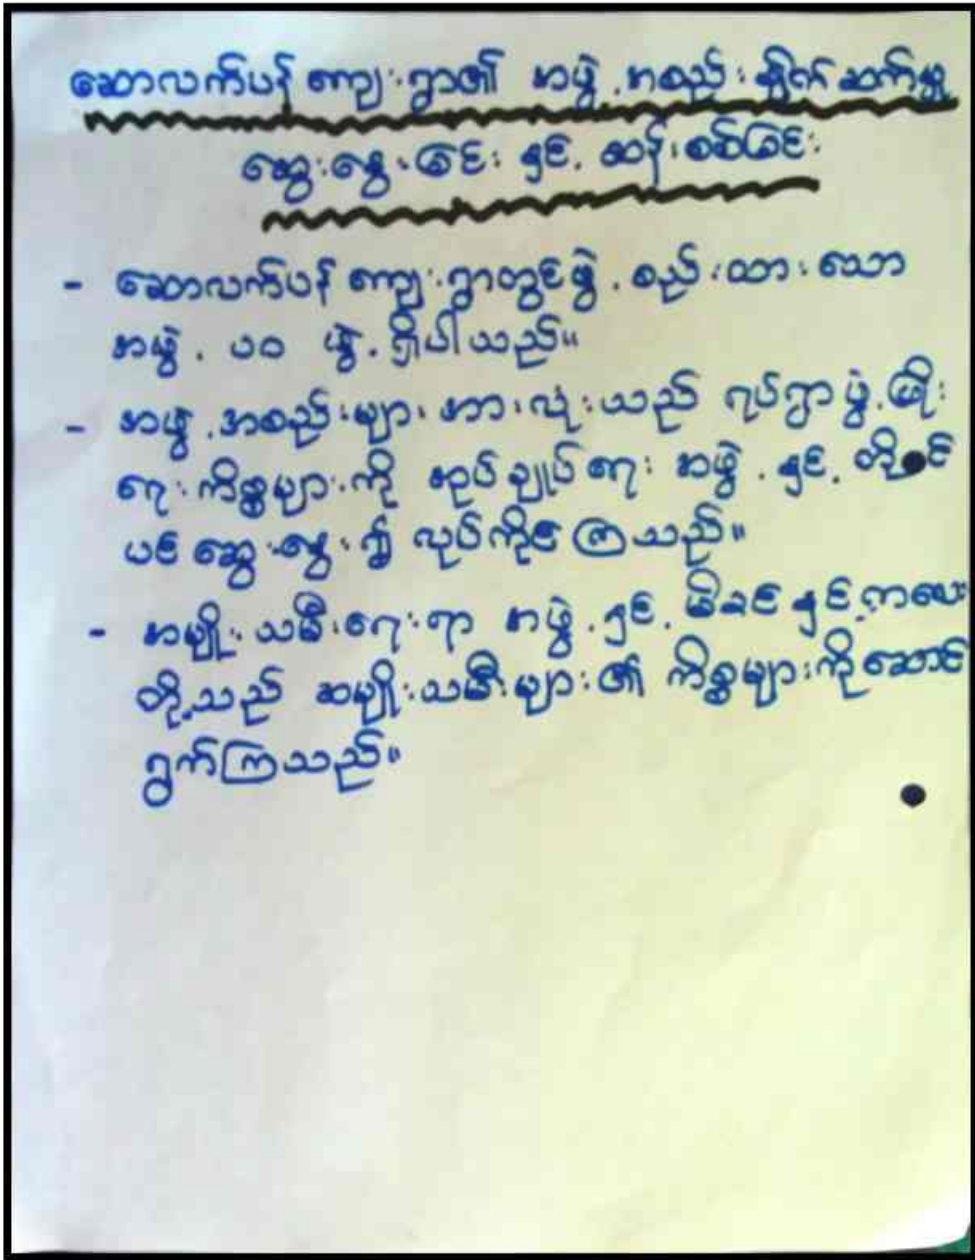 ဆောလက်ပန် ကျေးရွာ၏ အဖွဲ့အစည်းချိတ်ဆက်မှု
ဆွေးနွေးခြင်း နှင့် ဆန်းစစ်ခြင်း
- ဆောလက်ပန် ကျေးရွာတွင်ဖွဲ့စည်းထားသော
အဖွဲ့ ၁၀ ဖွဲ့ ရှိပါသည်။
- အဖွဲ့အစည်းများအားလုံးသည် ရပ်ရွာဖွံ့ဖြိုး
ရေးကိစ္စများကို အုပ်ချုပ်ရေး အဖွဲ့နှင့် တိုင်
ပင်ဆွေးနွေး၍ လုပ်ကိုင်ကြသည်။
- အမျိုးသမီးရေးရာ အဖွဲ့နှင့် မိခင်နှင့်ကလေး
တို့သည် အမျိုးသမီးများ၏ ကိစ္စများကိုဆောင်
ရွက်ကြသည်။